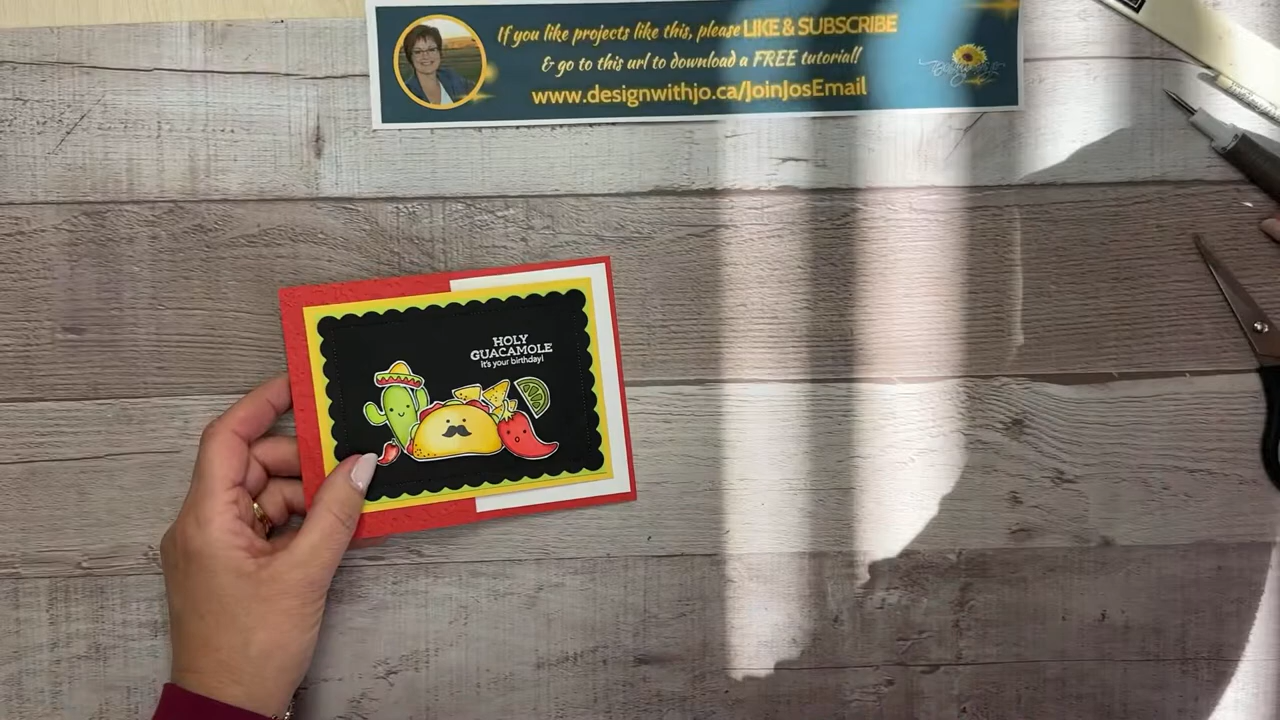 If you like projects like this, please LIKE & SUBSCRIBE
& go to this url to download a FREE tutorial!
www.designwithjo.ca/JoinJosEmail
HOLY
GUACAMOLE
it's your birthday!